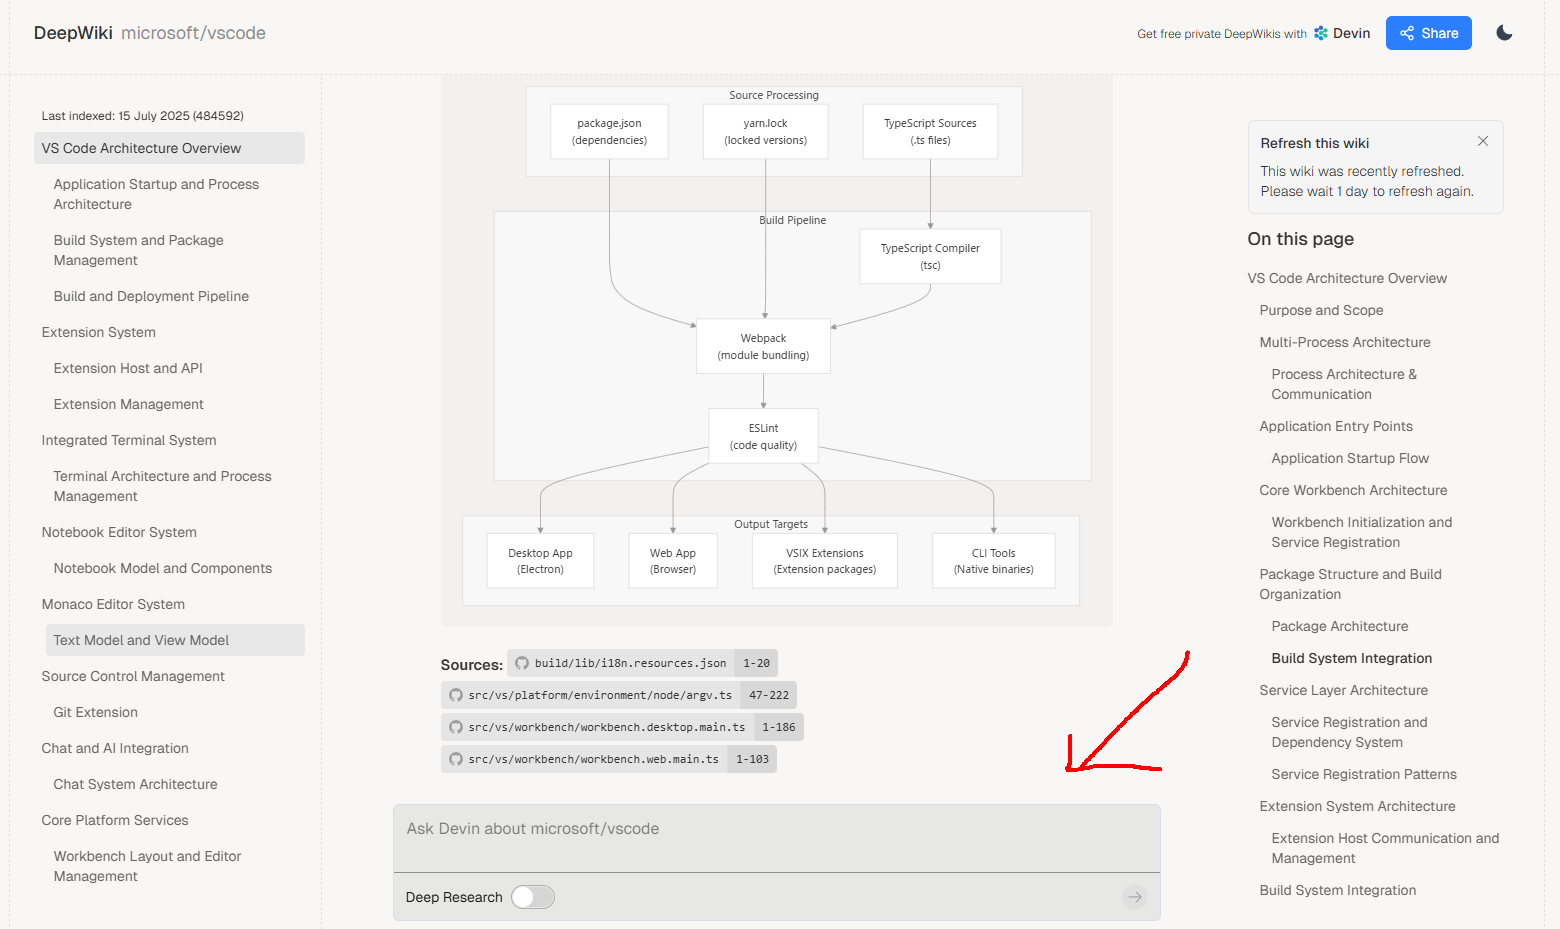 DeepWiki microsoft/vscode
Get free private DeepWikis with Devin
Share
Last indexed: 15 July 2025 (484592)
VS Code Architecture Overview
Application Startup and Process
Architecture
Build System and Package
Management
Build and Deployment Pipeline
Extension System
Extension Host and API
Extension Management
Integrated Terminal System
Terminal Architecture and Process
Management
Notebook Editor System
Notebook Model and Components
Monaco Editor System
Text Model and View Model
Source Control Management
Git Extension
Chat and AI Integration
Chat System Architecture
Core Platform Services
Workbench Layout and Editor
Management
Source Processing
package.json
(dependencies)
yarn.lock
(locked versions)
TypeScript Sources
(.ts files)
Build Pipeline
TypeScript Compiler
(tsc)
Webpack
(module bundling)
ESLint
(code quality)
Output Targets
Desktop App
(Electron)
Web App
(Browser)
VSIX Extensions
(Extension packages)
CLI Tools
(Native binaries)
Sources: build/lib/i18n.resources.json 1-20
src/vs/platform/environment/node/argv.ts 47-222
src/vs/workbench/workbench.desktop.main.ts 1-186
src/vs/workbench/workbench.web.main.ts 1-103
Ask Devin about microsoft/vscode
Deep Research
Refresh this wiki
This wiki was recently refreshed.
Please wait 1 day to refresh again.
On this page
VS Code Architecture Overview
Purpose and Scope
Multi-Process Architecture
Process Architecture &
Communication
Application Entry Points
Application Startup Flow
Core Workbench Architecture
Workbench Initialization and
Service Registration
Package Structure and Build
Organization
Package Architecture
Build System Integration
Service Layer Architecture
Service Registration and
Dependency System
Service Registration Patterns
Extension System Architecture
Extension Host Communication and
Management
Build System Integration